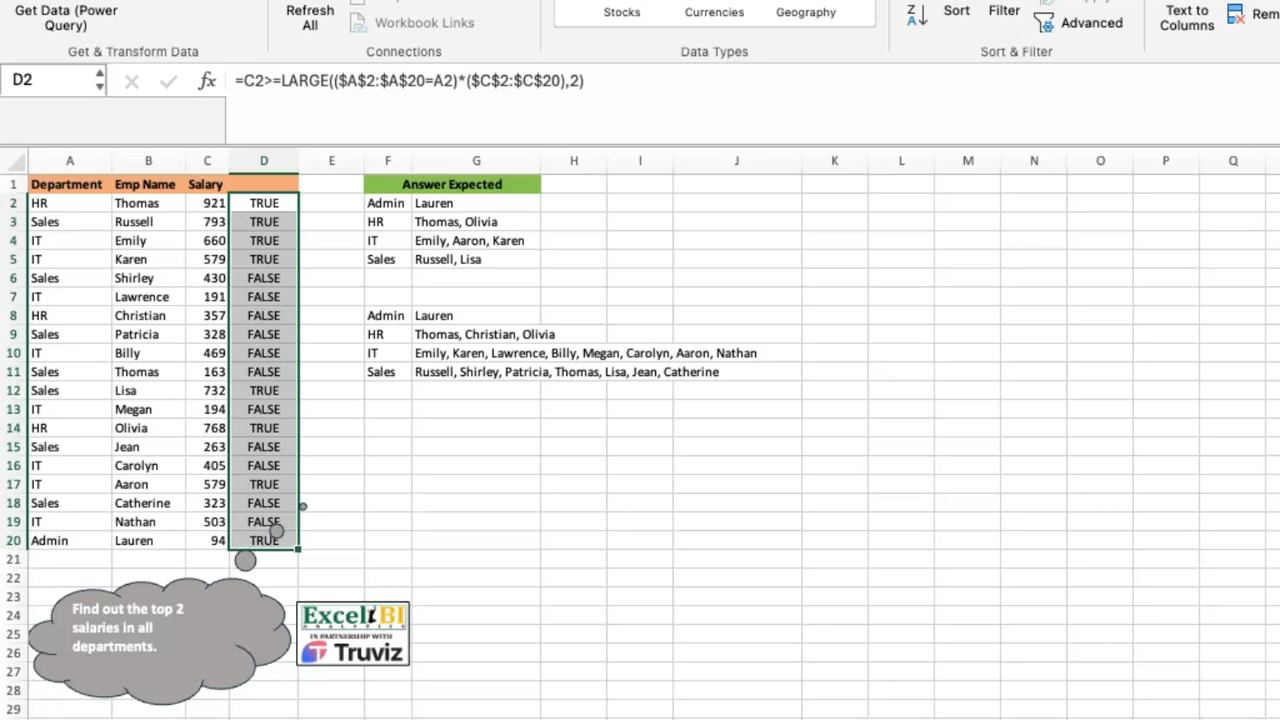 Get Data (Power Query)
Refresh All
Workbook Links
Stocks Currencies Geography
Sort Filter
Advanced
Text to Columns
Rem
Get & Transform Data Connections Data Types Sort & Filter
D2 fx =C2>=LARGE(($A$2:$A$20=A2)*($C$2:$C$20),2)
A B C D E F G H I J K L M N O P Q
1 Department Emp Name Salary Answer Expected
2 HR Thomas 921 TRUE Admin Lauren
3 Sales Russell 793 TRUE HR Thomas, Olivia
4 IT Emily 660 TRUE IT Emily, Aaron, Karen
5 IT Karen 579 TRUE Sales Russell, Lisa
6 Sales Shirley 430 FALSE
7 IT Lawrence 191 FALSE
8 HR Christian 357 FALSE Admin Lauren
9 Sales Patricia 328 FALSE HR Thomas, Christian, Olivia
10 IT Billy 469 FALSE IT Emily, Karen, Lawrence, Billy, Megan, Carolyn, Aaron, Nathan
11 Sales Thomas 163 FALSE Sales Russell, Shirley, Patricia, Thomas, Lisa, Jean, Catherine
12 Sales Lisa 732 TRUE
13 IT Megan 194 FALSE
14 HR Olivia 768 TRUE
15 Sales Jean 263 FALSE
16 IT Carolyn 405 FALSE
17 IT Aaron 579 TRUE
18 Sales Catherine 323 FALSE
19 IT Nathan 503 FALSE
20 Admin Lauren 94 TRUE
21
22
23
24
25
26
27
28
29
Find out the top 2
salaries in all
departments.
Excel BI
ANALYTICS
IN PARTNERSHIP WITH
Truviz